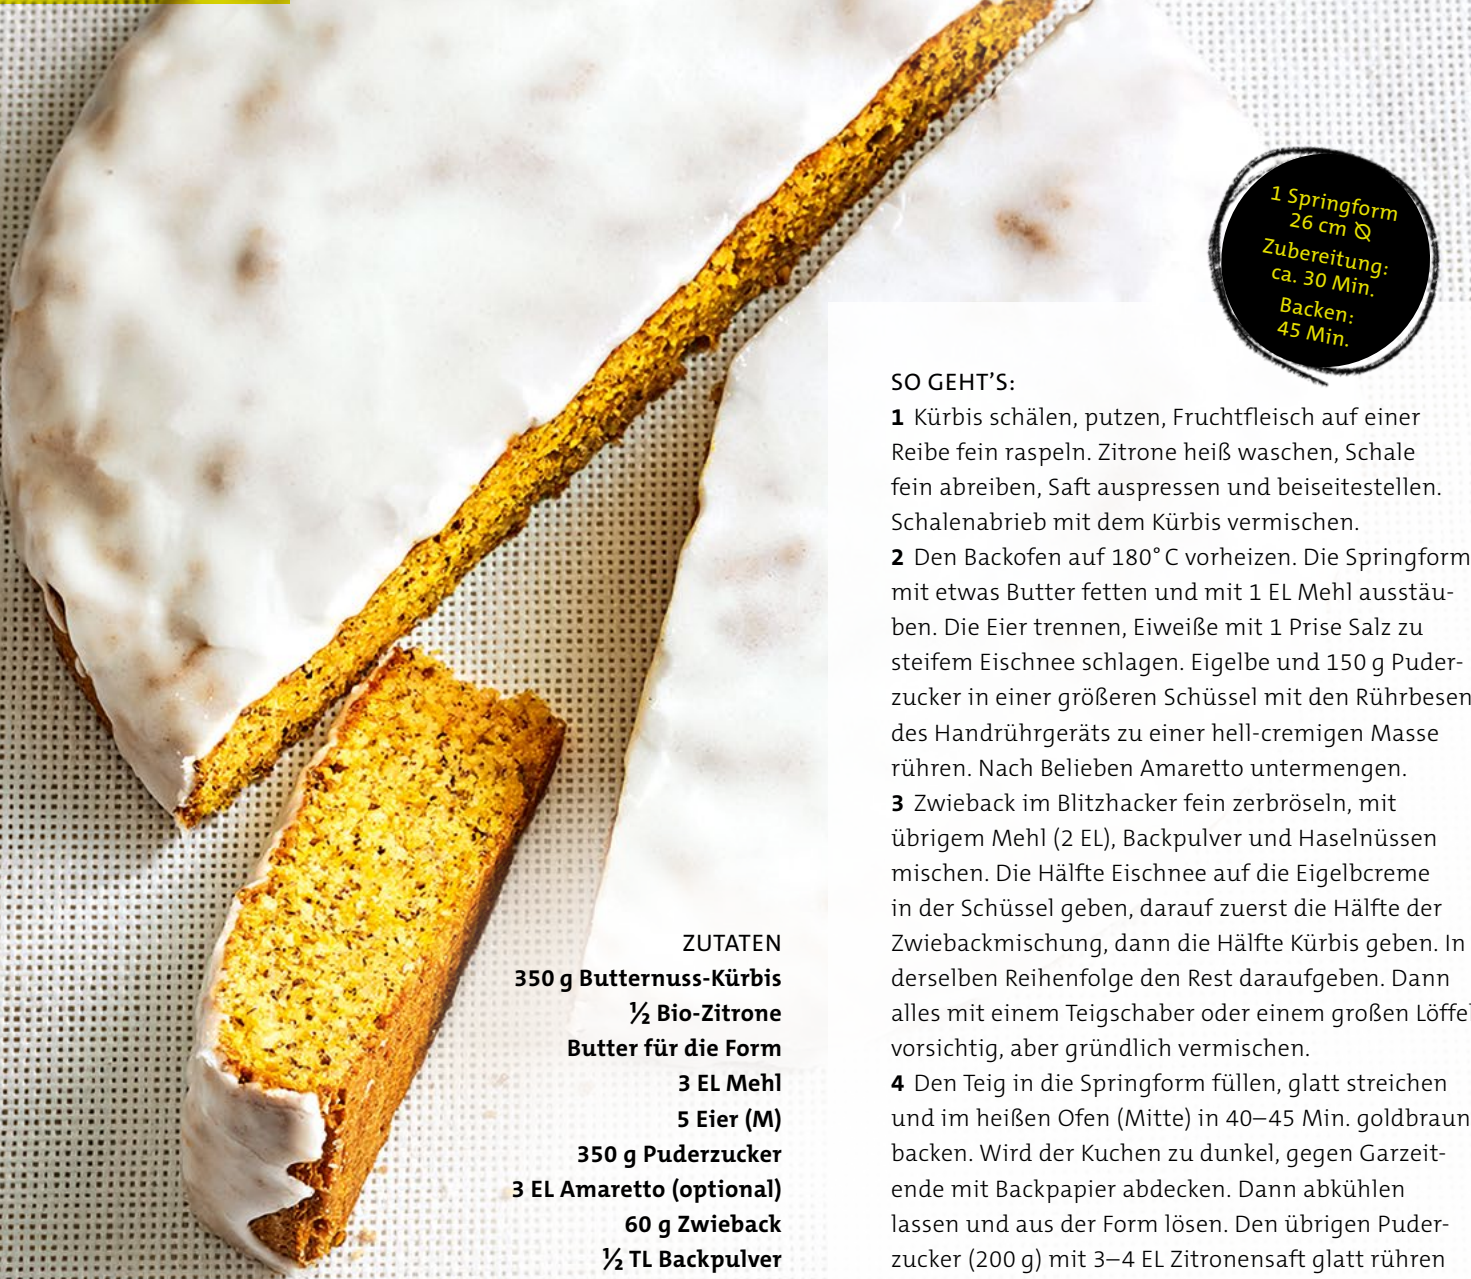 1 Springform
26 cm ⌀
Zubereitung:
ca. 30 Min.
Backen:
45 Min.
ZUTATEN
350 g Butternuss-Kürbis
½ Bio-Zitrone
Butter für die Form
3 EL Mehl
5 Eier (M)
350 g Puderzucker
3 EL Amaretto (optional)
60 g Zwieback
½ TL Backpulver
SO GEHT’S:
1 Kürbis schälen, putzen, Fruchtfleisch auf einer
Reibe fein raspeln. Zitrone heiß waschen, Schale
fein abreiben, Saft auspressen und beiseitestellen.
Schalenabrieb mit dem Kürbis vermischen.
2 Den Backofen auf 180° C vorheizen. Die Springform
mit etwas Butter fetten und mit 1 EL Mehl ausstäu-
ben. Die Eier trennen, Eiweiße mit 1 Prise Salz zu
steifem Eischnee schlagen. Eigelbe und 150 g Puder-
zucker in einer größeren Schüssel mit den Rührbesen
des Handrührgeräts zu einer hell-cremigen Masse
rühren. Nach Belieben Amaretto untermengen.
3 Zwieback im Blitzhacker fein zerbröseln, mit
übrigem Mehl (2 EL), Backpulver und Haselnüssen
mischen. Die Hälfte Eischnee auf die Eigelbcreme
in der Schüssel geben, darauf zuerst die Hälfte der
Zwiebackmischung, dann die Hälfte Kürbis geben. In
derselben Reihenfolge den Rest daraufgeben. Dann
alles mit einem Teigschaber oder einem großen Löffel
vorsichtig, aber gründlich vermischen.
4 Den Teig in die Springform füllen, glatt streichen
und im heißen Ofen (Mitte) in 40–45 Min. goldbraun
backen. Wird der Kuchen zu dunkel, gegen Garzeit-
ende mit Backpapier abdecken. Dann abkühlen
lassen und aus der Form lösen. Den übrigen Puder-
zucker (200 g) mit 3–4 EL Zitronensaft glatt rühren